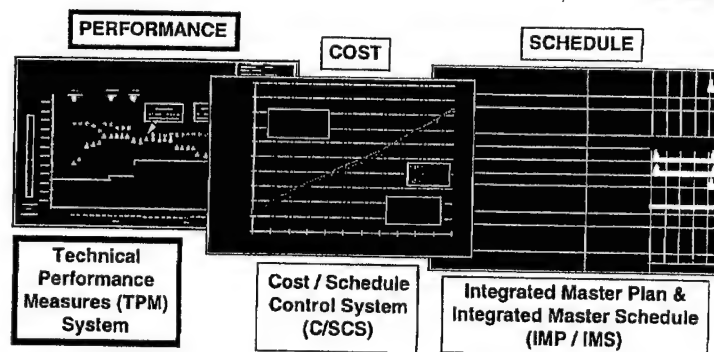 PERFORMANCE
COST
SCHEDULE
Technical
Performance
Measures (TPM)
System
Cost / Schedule
Control System
(C/SCS)
Integrated Master Plan &
Integrated Master Schedule
(IMP / IMS)